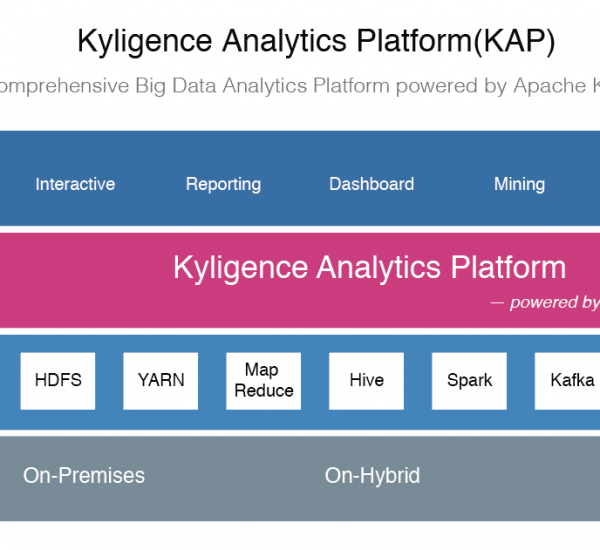 Kyligence Analytics Platform(KAP)
omprehensive Big Data Analytics Platform powered by Apache K
Interactive Reporting Dashboard Mining
Kyligence Analytics Platform
— powered by
HDFS YARN Map Reduce Hive Spark Kafka
On-Premises On-Hybrid